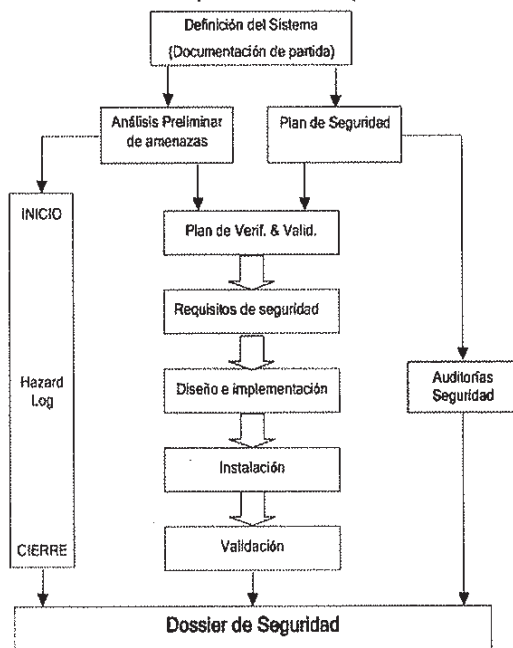 Definición del Sistema
(Documentación de partida)
Análisis Preliminar
de amenazas
Plan de Seguridad
INICIO
Plan de Verif. & Valid.
Requisitos de seguridad
Hazard
Log
Diseño e implementación
Auditorías
Seguridad
Instalación
CIERRE
Validación
Dossier de Seguridad